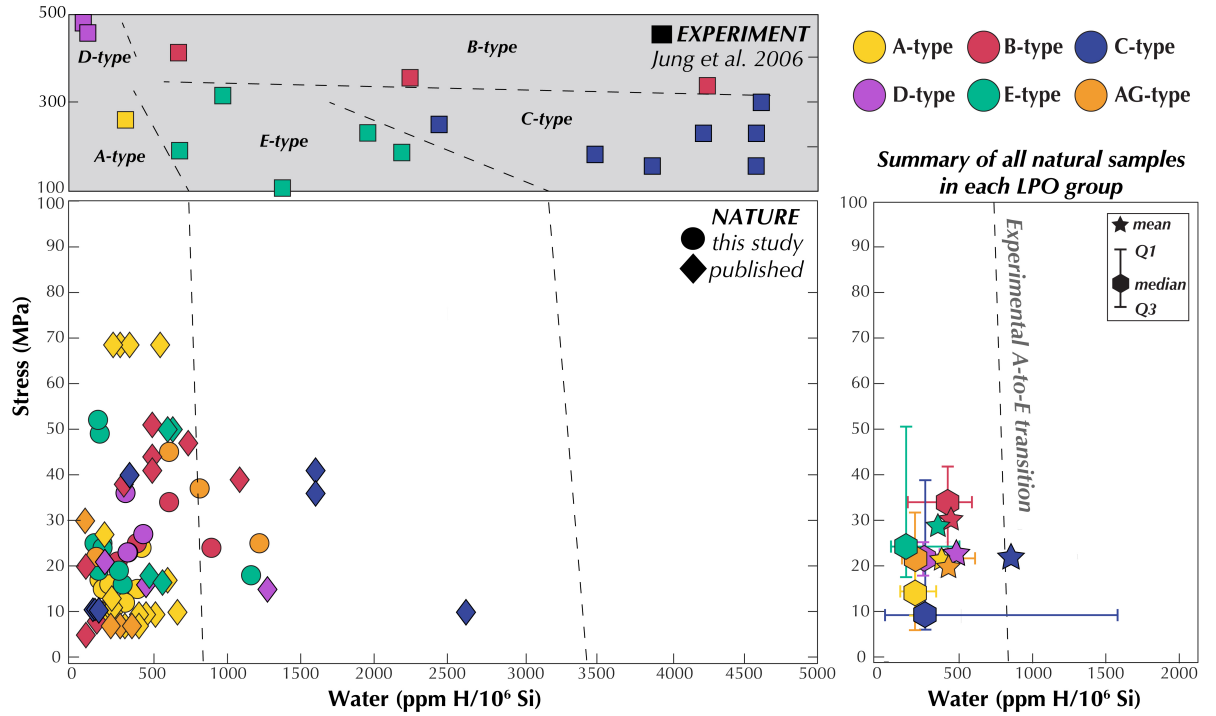 500
300
100
D-type
A-type
E-type
B-type
C-type
EXPERIMENT
Jung et al. 2006
A-type
B-type
C-type
D-type
E-type
AG-type
Summary of all natural samples
in each LPO group
100
90
80
70
60
50
40
30
20
10
0
Stress (MPa)
NATURE
this study
published
0
500
1000
1500
2000
2500
3000
3500
4000
4500
5000
Water (ppm H/10⁶ Si)
100
90
80
70
60
50
40
30
20
10
0
Experimental A-to-E transition
mean
Q1
median
Q3
0
500
1000
1500
2000
Water (ppm H/10⁶ Si)